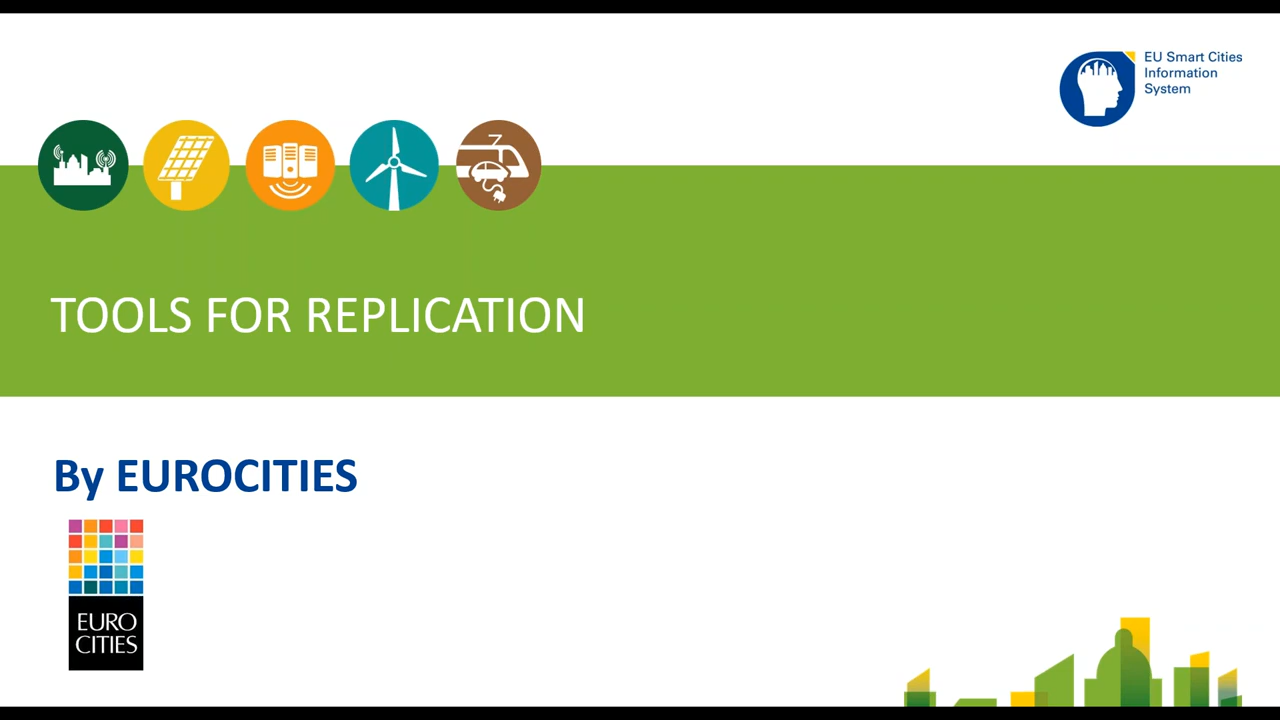 EU Smart Cities
Information
System
TOOLS FOR REPLICATION
By EUROCITIES
EURO
CITIES